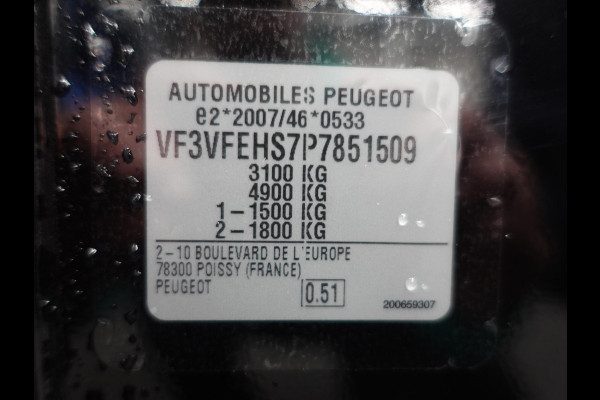 AUTOMOBILES PEUGEOT
e2*2007/46*0533
VF3VFEHS7P7851509
3100 KG
4900 KG
1-1500 KG
2-1800 KG
2-10 BOULEVARD DE L'EUROPE
78300 POISSY (FRANCE)
PEUGEOT 0.51 200659307